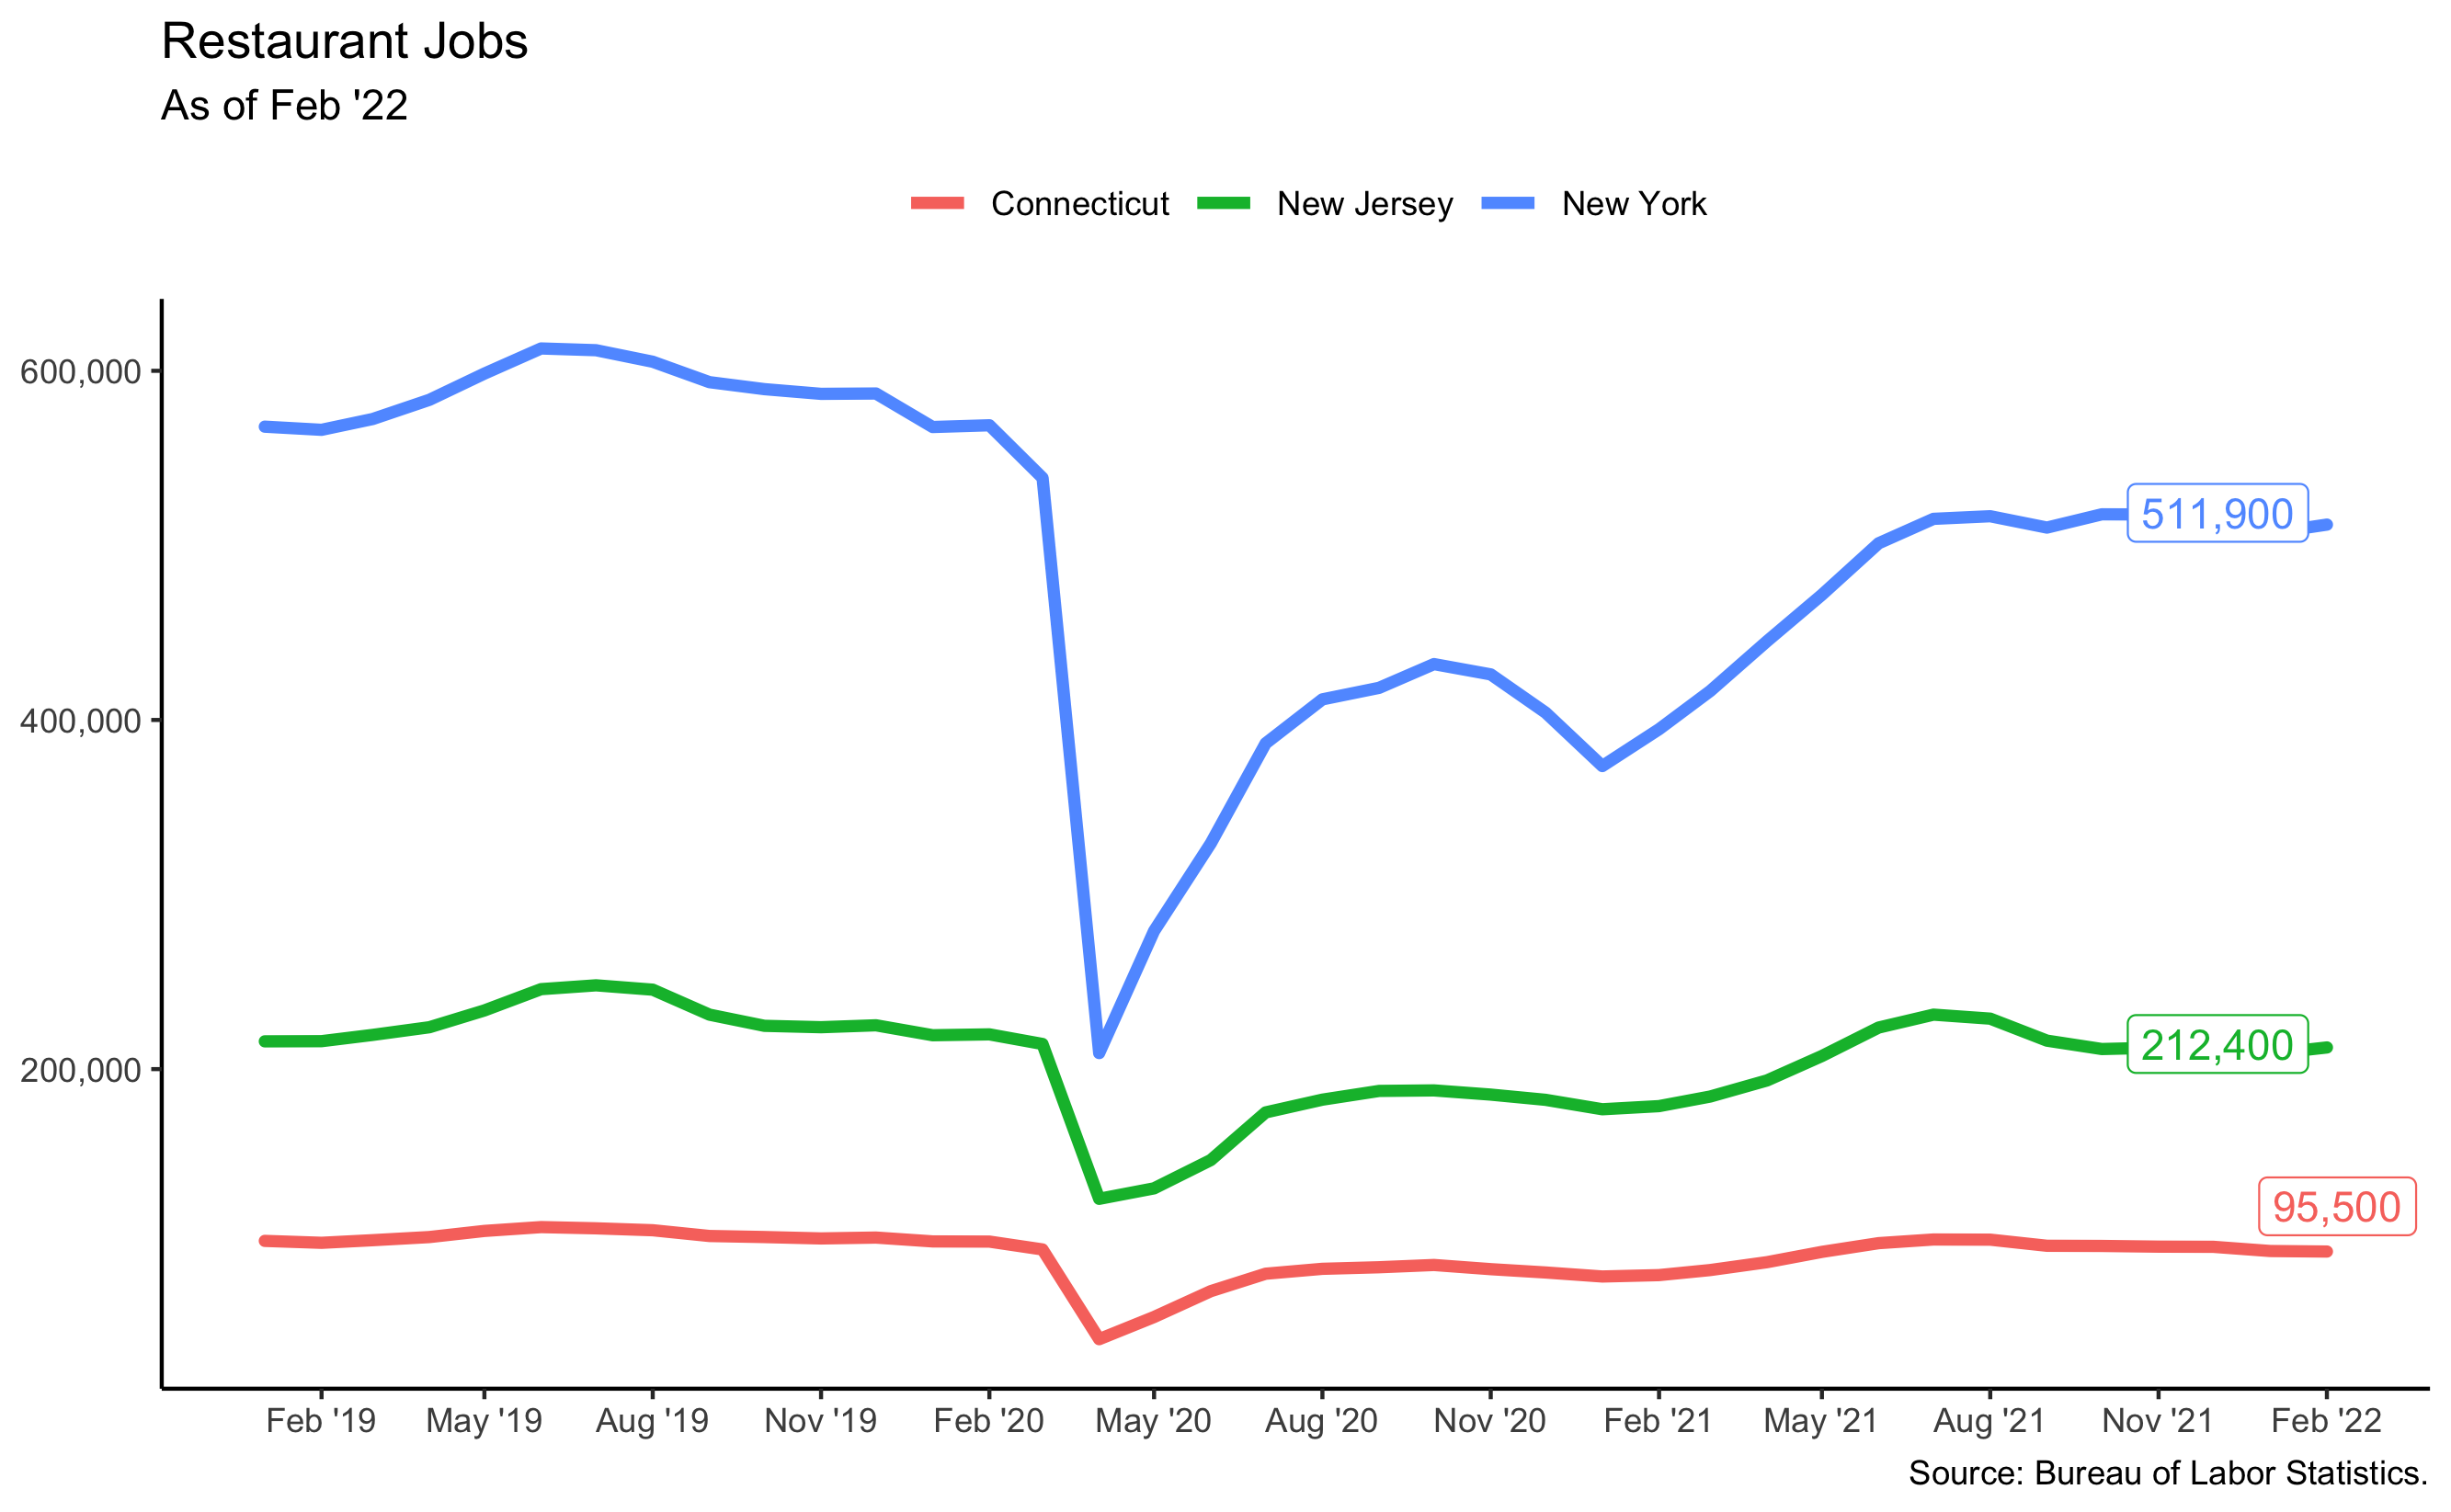 Restaurant Jobs
As of Feb '22
Connecticut New Jersey New York
600,000
400,000
200,000
511,900
212,400
95,500
Feb '19 May '19 Aug '19 Nov '19 Feb '20 May '20 Aug '20 Nov '20 Feb '21 May '21 Aug '21 Nov '21 Feb '22
Source: Bureau of Labor Statistics.